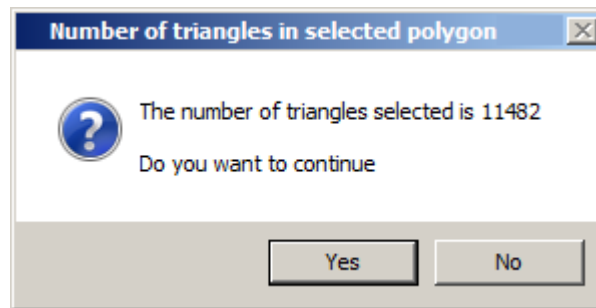 Number of triangles in selected polygon
The number of triangles selected is 11482
Do you want to continue
Yes No